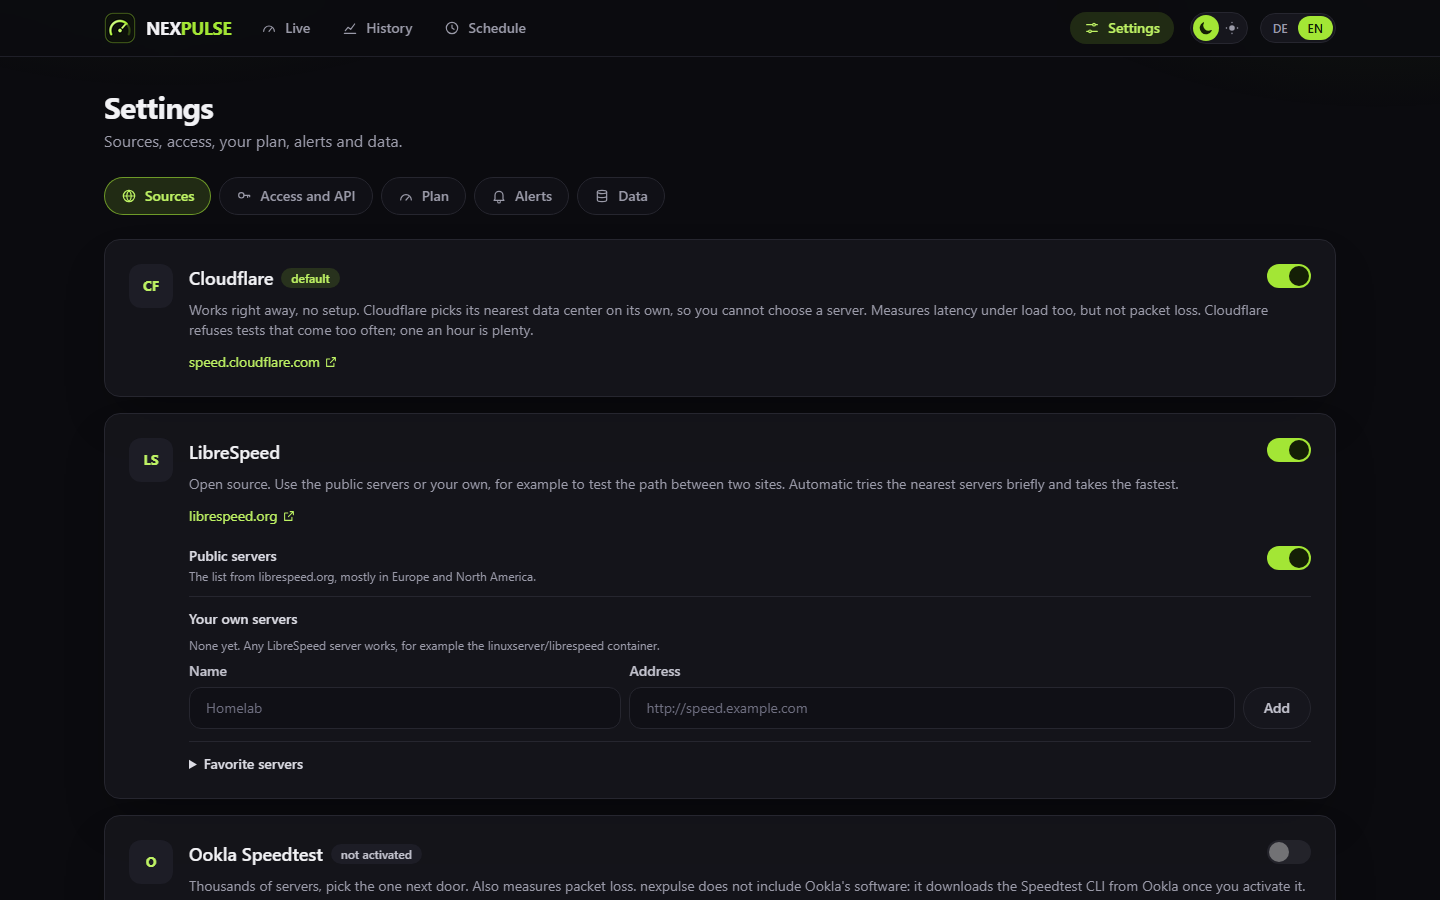 NEXPULSE
Live
History
Schedule
Settings
DE
EN
Settings
Sources, access, your plan, alerts and data.
Sources
Access and API
Plan
Alerts
Data
CF
Cloudflare
default
Works right away, no setup. Cloudflare picks its nearest data center on its own, so you cannot choose a server. Measures latency under load too, but not packet loss. Cloudflare
refuses tests that come too often; one an hour is plenty.
speed.cloudflare.com
LS
LibreSpeed
Open source. Use the public servers or your own, for example to test the path between two sites. Automatic tries the nearest servers briefly and takes the fastest.
librespeed.org
Public servers
The list from librespeed.org, mostly in Europe and North America.
Your own servers
None yet. Any LibreSpeed server works, for example the linuxserver/librespeed container.
Name
Address
Homelab
http://speed.example.com
Add
Favorite servers
O
Ookla Speedtest
not activated
Thousands of servers, pick the one next door. Also measures packet loss. nexpulse does not include Ookla's software: it downloads the Speedtest CLI from Ookla once you activate it.